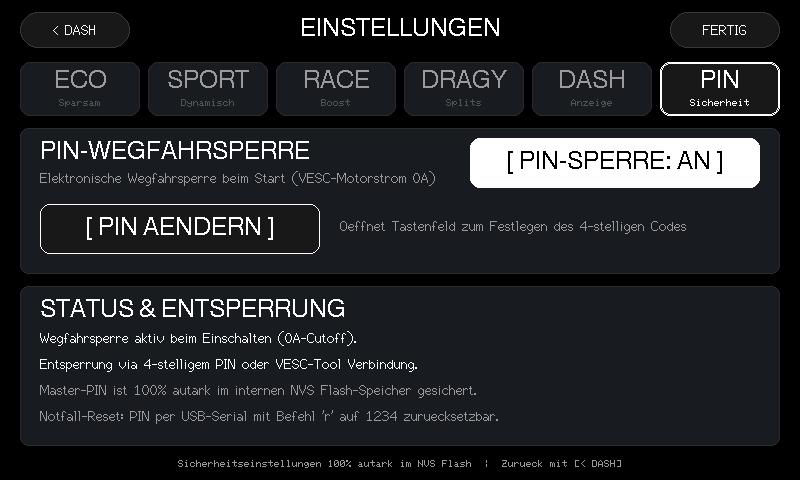 < DASH
EINSTELLUNGEN
FERTIG
ECO
Sparsam
SPORT
Dynamisch
RACE
Boost
DRAGY
Splits
DASH
Anzeige
PIN
Sicherheit
PIN-WEGFAHRSPERRE
Elektronische Wegfahrsperre beim Start (VESC-Motorstrom 0A)
[ PIN-SPERRE: AN ]
[ PIN AENDERN ]
Oeffnet Tastenfeld zum Festlegen des 4-stelligen Codes
STATUS & ENTSPERRUNG
Wegfahrsperre aktiv beim Einschalten (0A-Cutoff).
Entsperrung via 4-stelligem PIN oder VESC-Tool Verbindung.
Master-PIN ist 100% autark im internen NVS Flash-Speicher gesichert.
Notfall-Reset: PIN per USB-Serial mit Befehl 'r' auf 1234 zuruecksetzbar.
Sicherheitseinstellungen 100% autark im NVS Flash | Zurueck mit [< DASH]